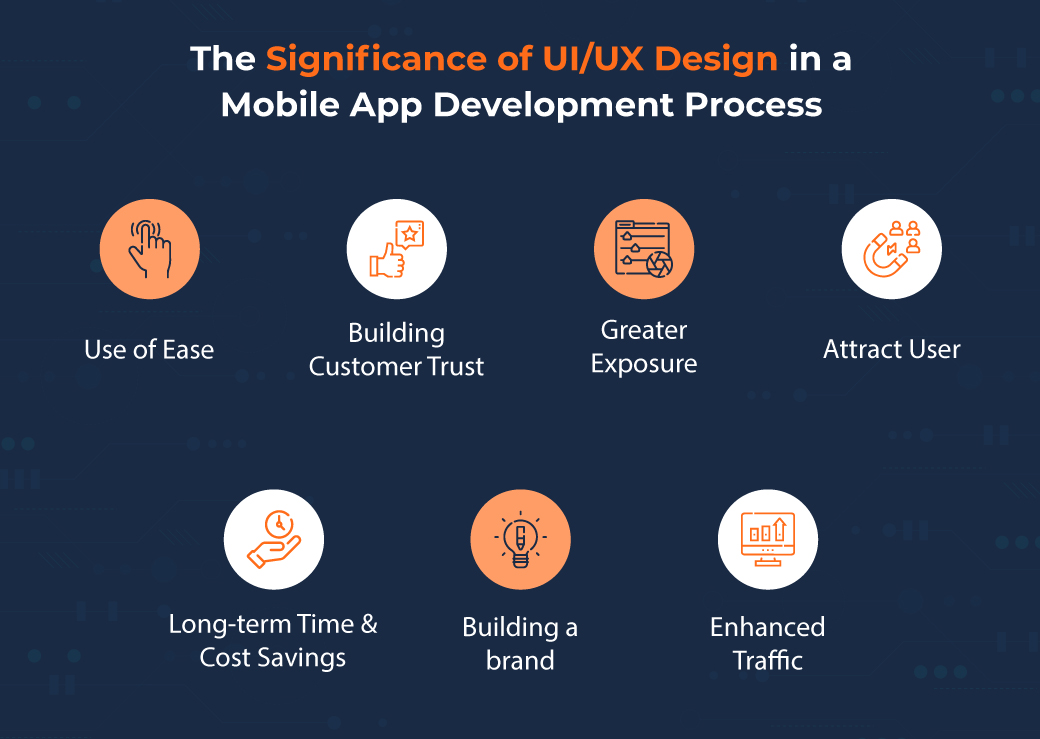 The Significance of UI/UX Design in a
Mobile App Development Process
Use of Ease
Building
Customer Trust
Greater
Exposure
Attract User
Long-term Time &
Cost Savings
Building a
brand
Enhanced
Traffic